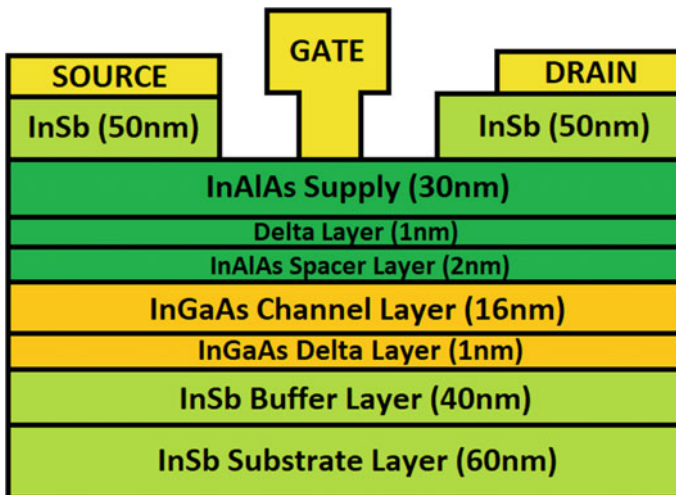 GATE
SOURCE
DRAIN
InSb (50nm)
InSb (50nm)
InAlAs Supply (30nm)
Delta Layer (1nm)
InAlAs Spacer Layer (2nm)
InGaAs Channel Layer (16nm)
InGaAs Delta Layer (1nm)
InSb Buffer Layer (40nm)
InSb Substrate Layer (60nm)